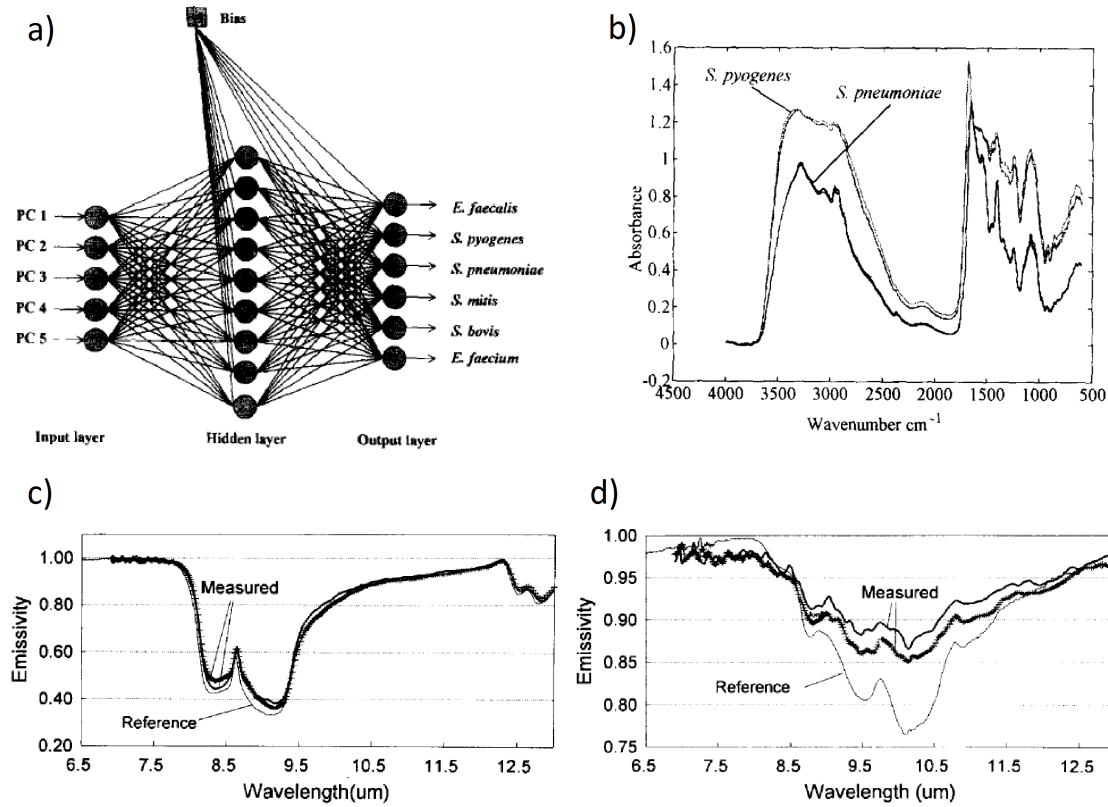 a)
Bias
PC 1
PC 2
PC 3
PC 4
PC 5
E. faecalis
S. pyogenes
S. pneumoniae
S. mitis
S. bovis
E. faecium
Input layer
Hidden layer
Output layer
b)
1.6
1.4
1.2
1
0.8
0.6
0.4
0.2
0
-0.2
Absorbance
S. pyogenes
S. pneumoniae
4500 4000 3500 3000 2500 2000 1500 1000 500
Wavenumber cm-1
c)
1.00
0.80
0.60
0.40
0.20
Emissivity
Measured
Reference
6.5 7.5 8.5 9.5 10.5 11.5 12.5
Wavelength(um)
d)
1.00
0.95
0.90
0.85
0.80
0.75
Emissivity
Measured
Reference
6.5 7.5 8.5 9.5 10.5 11.5 12.5
Wavelength (um)